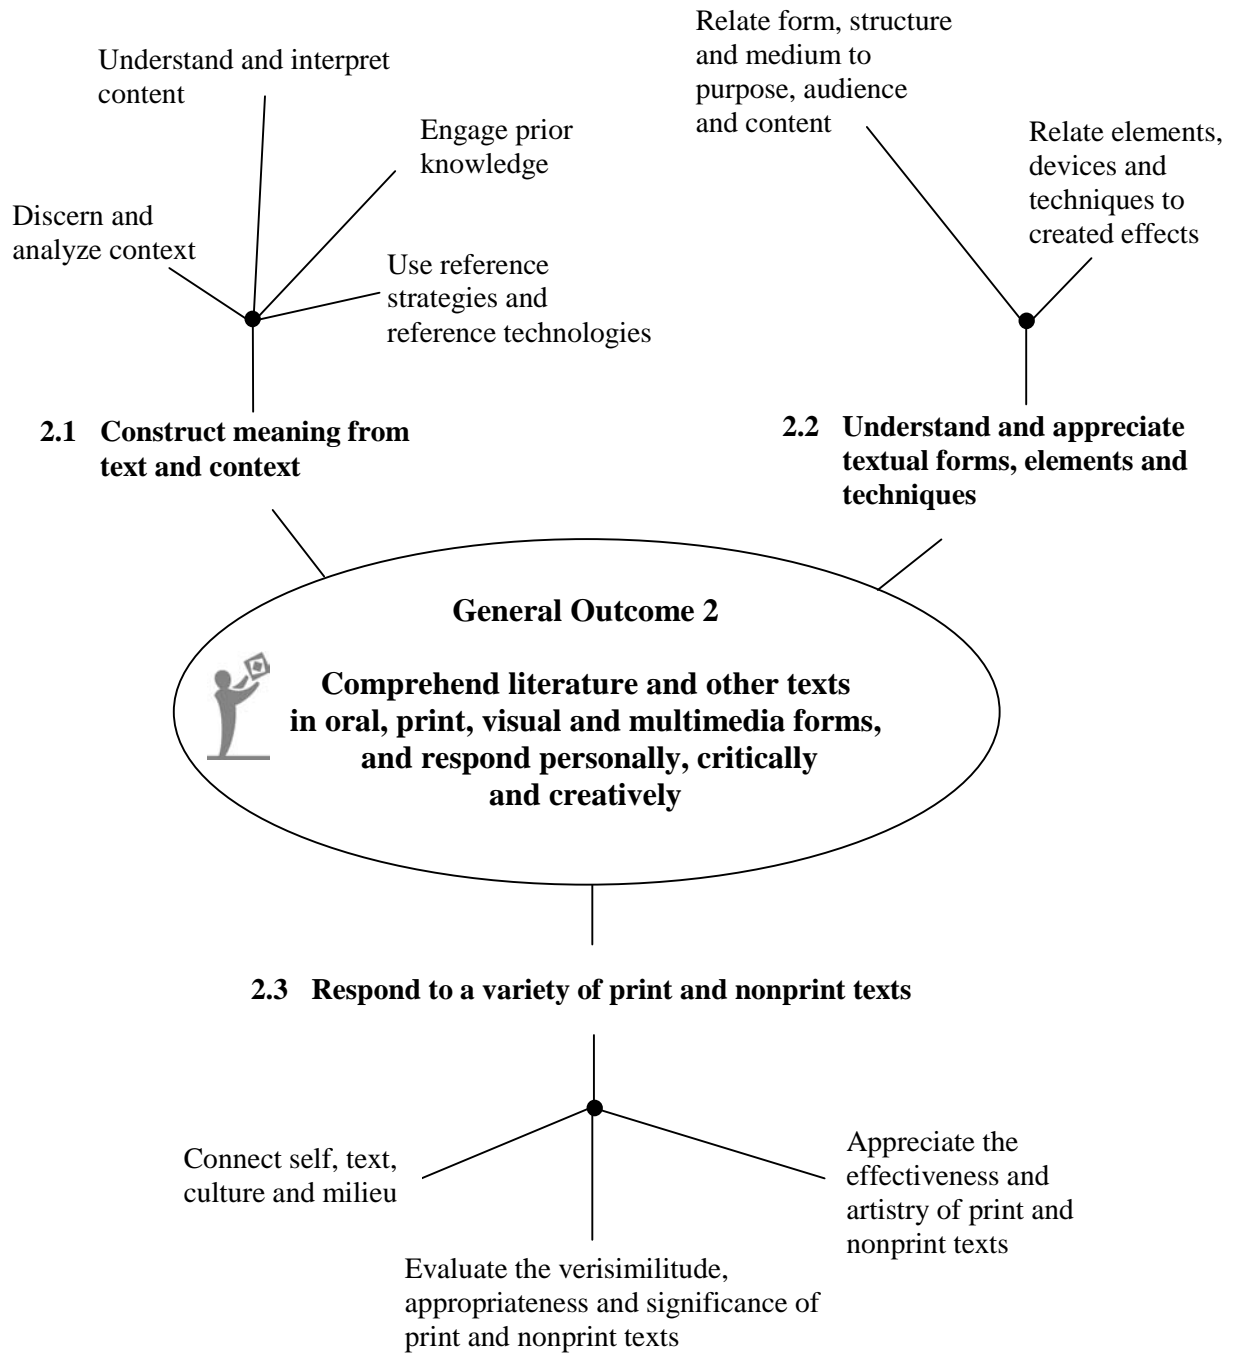 Understand and interpret
content
Engage prior
knowledge
Discern and
analyze context
Use reference
strategies and
reference technologies
2.1 Construct meaning from
text and context
Relate form, structure
and medium to
purpose, audience
and content
Relate elements,
devices and
techniques to
created effects
2.2 Understand and appreciate
textual forms, elements and
techniques
General Outcome 2
Comprehend literature and other texts
in oral, print, visual and multimedia forms,
and respond personally, critically
and creatively
2.3 Respond to a variety of print and nonprint texts
Connect self, text,
culture and milieu
Evaluate the verisimilitude,
appropriateness and significance of
print and nonprint texts
Appreciate the
effectiveness and
artistry of print and
nonprint texts